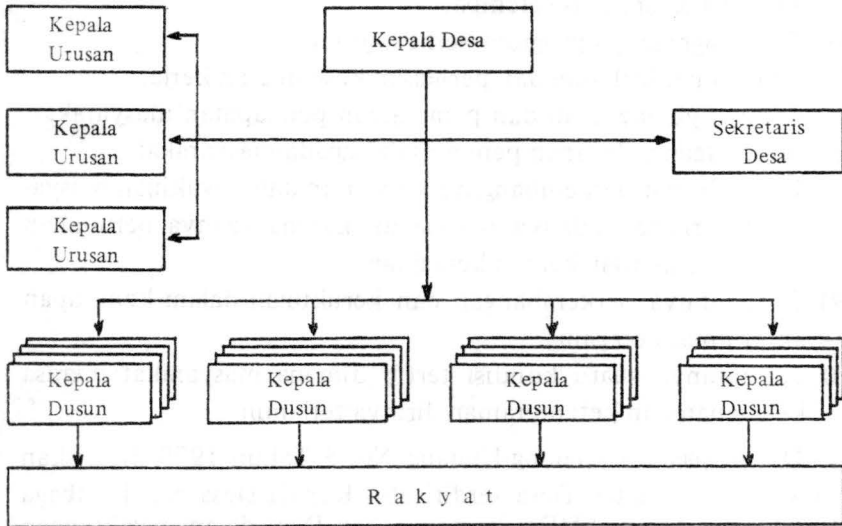 Kepala
Urusan
Kepala Desa
Kepala
Urusan
Sekretaris
Desa
Kepala
Urusan
Kepala
Dusun
Kepala
Dusun
Kepala
Dusun
Kepala
Dusun
R a k y a t